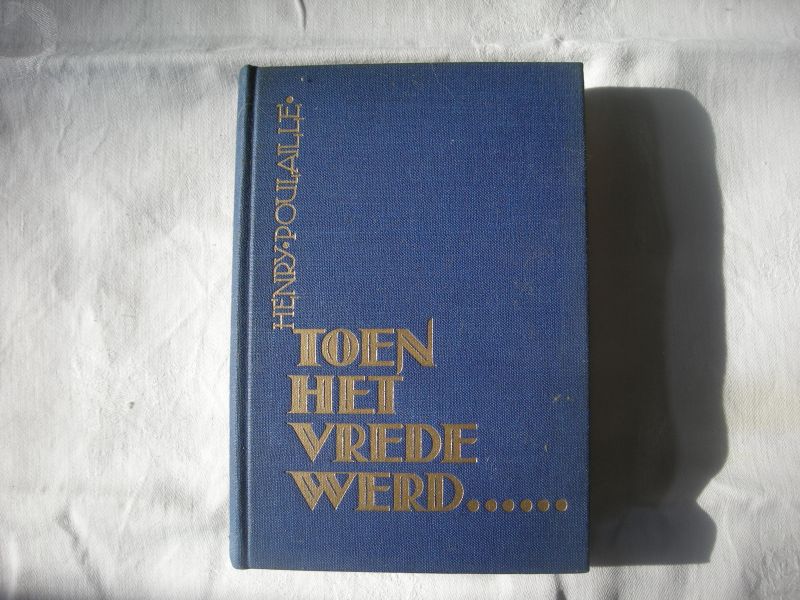 HENRY·POULAILLE·
TOEN
HET
VREDE
WERD......